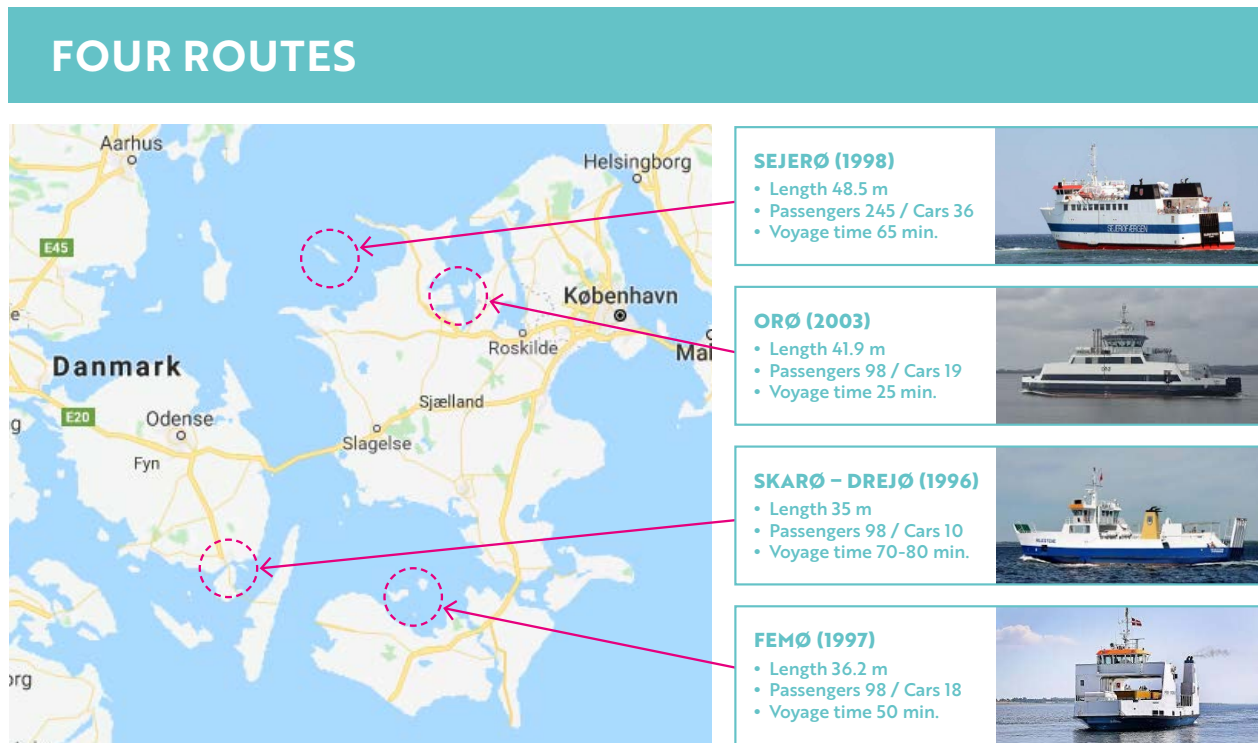 FOUR ROUTES
Aarhus
Helsingborg
E45
København
e
Roskilde
Mal
Danmark
E20
Odense
g
Sjælland
Slagelse
Fyn
org
SEJERØ (1998)
• Length 48.5 m
• Passengers 245 / Cars 36
• Voyage time 65 min.
SEJERØFÆRGEN
ORØ (2003)
• Length 41.9 m
• Passengers 98 / Cars 19
• Voyage time 25 min.
ORØ
SKARØ – DREJØ (1996)
• Length 35 m
• Passengers 98 / Cars 10
• Voyage time 70-80 min.
FEMØ (1997)
• Length 36.2 m
• Passengers 98 / Cars 18
• Voyage time 50 min.